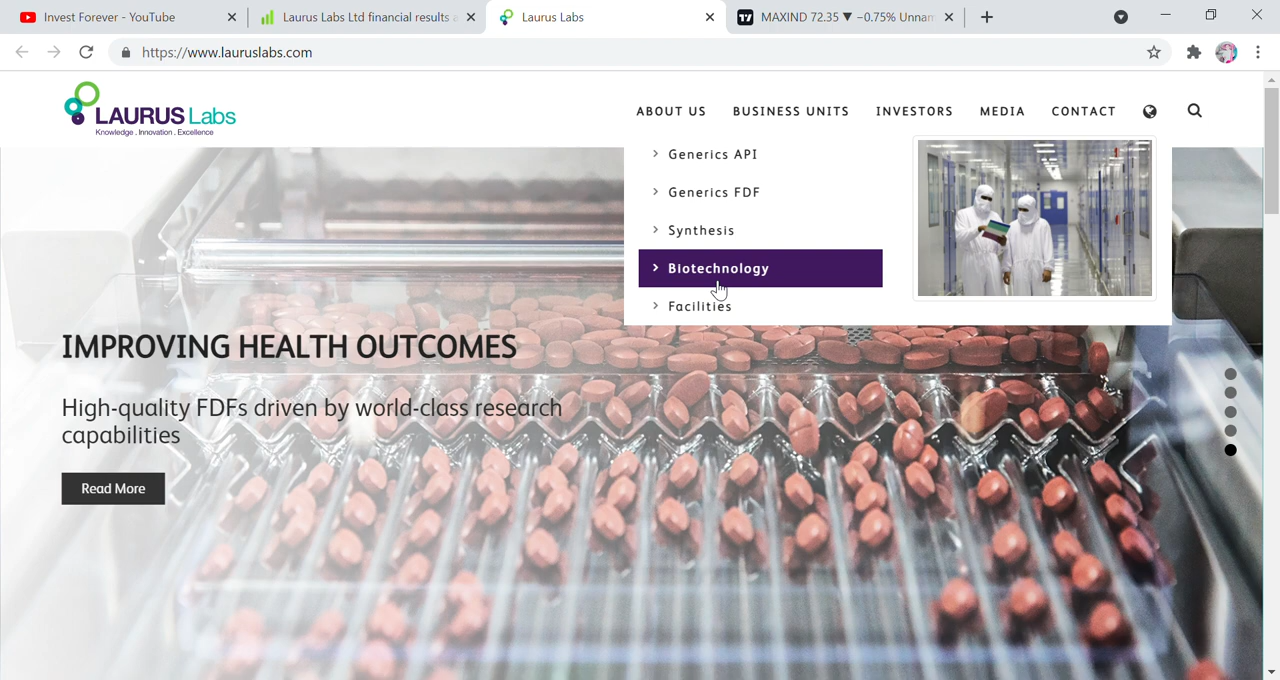 Invest Forever - YouTube
Laurus Labs Ltd financial results a
Laurus Labs
MAXIND 72.35 ▼ −0.75% Unnam
https://www.lauruslabs.com
LAURUS Labs
Knowledge . Innovation . Excellence
ABOUT US
BUSINESS UNITS
INVESTORS
MEDIA
CONTACT
Generics API
Generics FDF
Synthesis
Biotechnology
Facilities
IMPROVING HEALTH OUTCOMES
High-quality FDFs driven by world-class research
capabilities
Read More